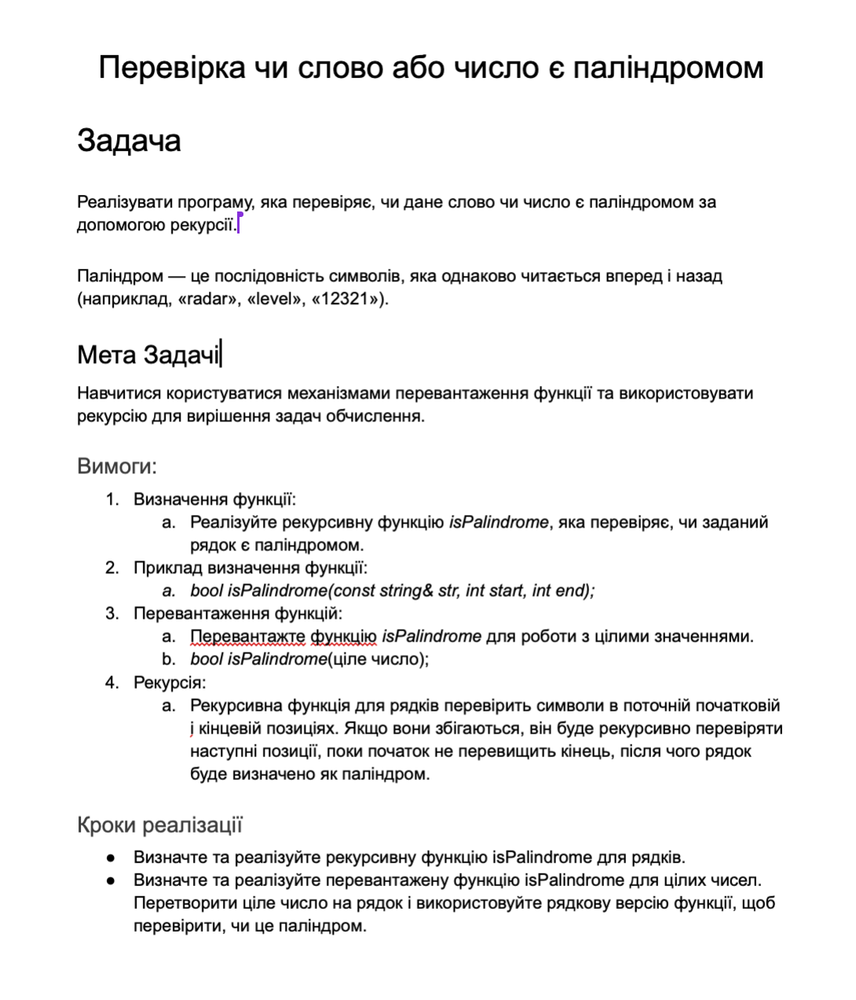 Перевірка чи слово або число є паліндромом
Задача
Реалізувати програму, яка перевіряє, чи дане слово чи число є паліндромом за
допомогою рекурсії.
Паліндром — це послідовність символів, яка однаково читається вперед і назад
(наприклад, «radar», «level», «12321»).
Мета Задачі
Навчитися користуватися механізмами перевантаження функції та використовувати
рекурсію для вирішення задач обчислення.
Вимоги:
1. Визначення функції:
a. Реалізуйте рекурсивну функцію isPalindrome, яка перевіряє, чи заданий
рядок є паліндромом.
2. Приклад визначення функції:
a. bool isPalindrome(const string& str, int start, int end);
3. Перевантаження функцій:
a. Перевантажте функцію isPalindrome для роботи з цілими значеннями.
b. bool isPalindrome(ціле число);
4. Рекурсія:
a. Рекурсивна функція для рядків перевірить символи в поточній початковій
і кінцевій позиціях. Якщо вони збігаються, він буде рекурсивно перевіряти
наступні позиції, поки початок не перевищить кінець, після чого рядок
буде визначено як паліндром.
Кроки реалізації
● Визначте та реалізуйте рекурсивну функцію isPalindrome для рядків.
● Визначте та реалізуйте перевантажену функцію isPalindrome для цілих чисел.
Перетворити ціле число на рядок і використовуйте рядкову версію функції, щоб
перевірити, чи це паліндром.